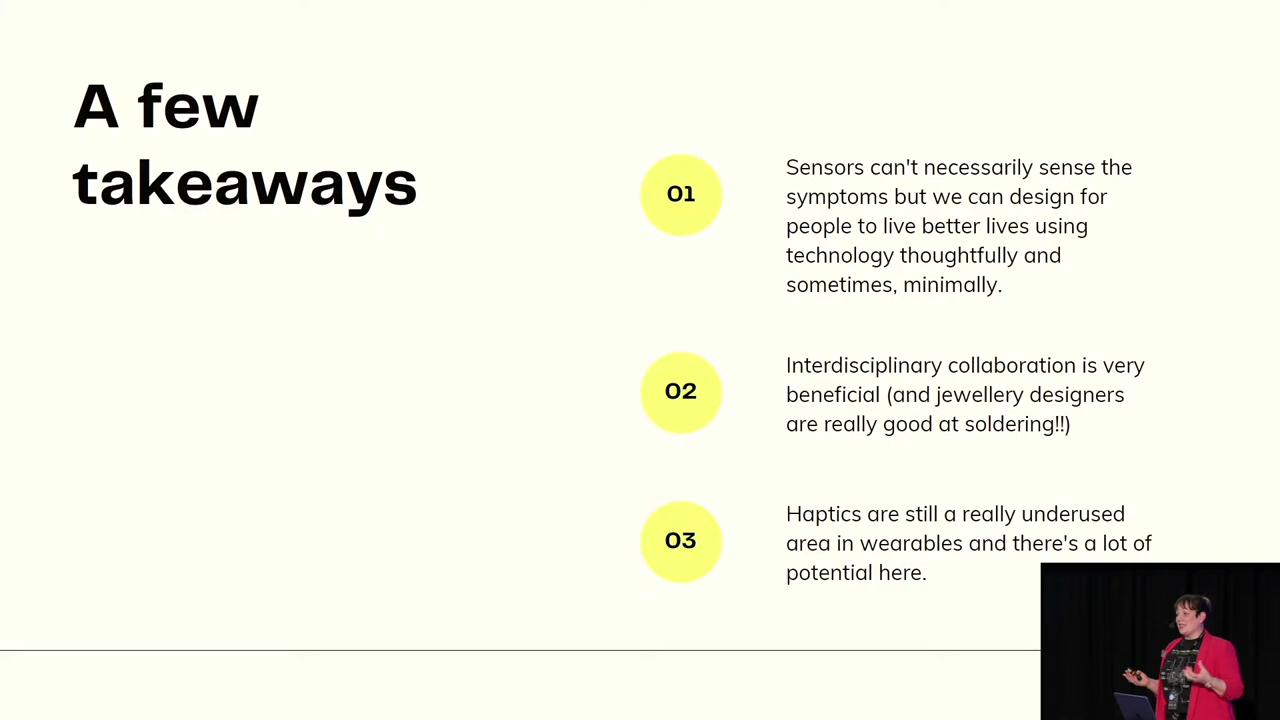 A few
takeaways
01
Sensors can't necessarily sense the
symptoms but we can design for
people to live better lives using
technology thoughtfully and
sometimes, minimally.
02
Interdisciplinary collaboration is very
beneficial (and jewellery designers
are really good at soldering!!)
03
Haptics are still a really underused
area in wearables and there's a lot of
potential here.